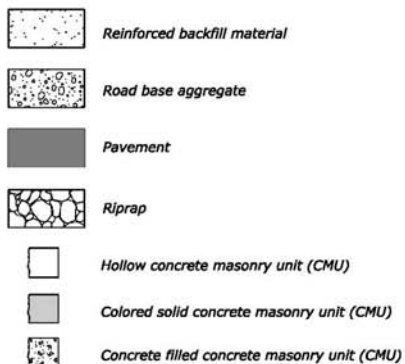 Reinforced backfill material
Road base aggregate
Pavement
Riprap
Hollow concrete masonry unit (CMU)
Colored solid concrete masonry unit (CMU)
Concrete filled concrete masonry unit (CMU)